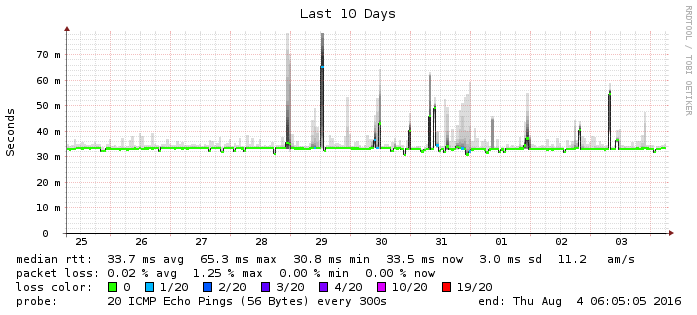 Last 10 Days
RRDTOOL / TOBI OETIKER
Seconds
70 m
60 m
50 m
40 m
30 m
20 m
10 m
0
25 26 27 28 29 30 31 01 02 03
median rtt: 33.7 ms avg 65.3 ms max 30.8 ms min 33.5 ms now 3.0 ms sd 11.2 am/s
packet loss: 0.02 % avg 1.25 % max 0.00 % min 0.00 % now
loss color: 0 1/20 2/20 3/20 4/20 10/20 19/20
probe: 20 ICMP Echo Pings (56 Bytes) every 300s end: Thu Aug 4 06:05:05 2016